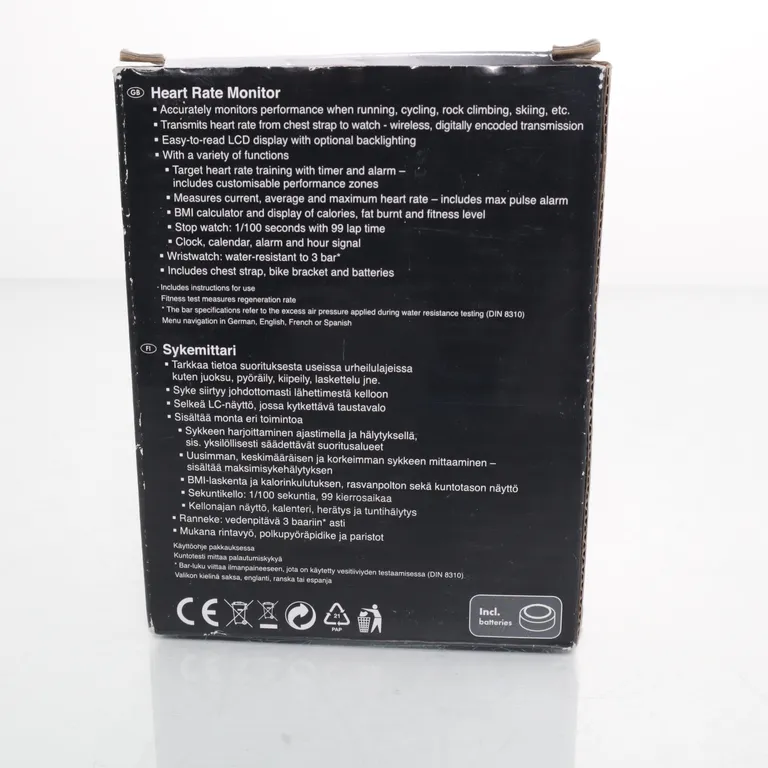 GB Heart Rate Monitor
▪ Accurately monitors performance when running, cycling, rock climbing, skiing, etc.
▪ Transmits heart rate from chest strap to watch - wireless, digitally encoded transmission
▪ Easy-to-read LCD display with optional backlighting
▪ With a variety of functions
▪ Target heart rate training with timer and alarm –
includes customisable performance zones
▪ Measures current, average and maximum heart rate – includes max pulse alarm
▪ BMI calculator and display of calories, fat burnt and fitness level
▪ Stop watch: 1/100 seconds with 99 lap time
▪ Clock, calendar, alarm and hour signal
▪ Wristwatch: water-resistant to 3 bar*
▪ Includes chest strap, bike bracket and batteries
· Includes instructions for use
Fitness test measures regeneration rate
* The bar specifications refer to the excess air pressure applied during water resistance testing (DIN 8310)
Menu navigation in German, English, French or Spanish
FI Sykemittari
▪ Tarkkaa tietoa suorituksesta useissa urheilulajeissa
kuten juoksu, pyöräily, kiipeily, laskettelu jne.
▪ Syke siirtyy johdottomasti lähettimestä kelloon
▪ Selkeä LC-näyttö, jossa kytkettävä taustavalo
▪ Sisältää monta eri toimintoa
▪ Sykkeen harjoittaminen ajastimella ja hälytyksellä,
sis. yksilöllisesti säädettävät suoritusalueet
▪ Uusimman, keskimääräisen ja korkeimman sykkeen mittaaminen –
sisältää maksimisykehälytyksen
▪ BMI-laskenta ja kalorinkulutuksen, rasvanpolton sekä kuntotason näyttö
▪ Sekuntikello: 1/100 sekuntia, 99 kierrosaikaa
▪ Kellonajan näyttö, kalenteri, herätys ja tuntihälytys
▪ Ranneke: vedenpitävä 3 baariin* asti
▪ Mukana rintavyö, polkupyöräpidike ja paristot
Käyttöohje pakkauksessa
Kuntotesti mittaa palautumiskykyä
* Bar-luku viittaa ilmanpaineeseen, jota on käytetty vesitiiviyden testaamisessa (DIN 8310).
Valikon kielinä saksa, englanti, ranska tai espanja
CE
21
PAP
Incl.
batteries